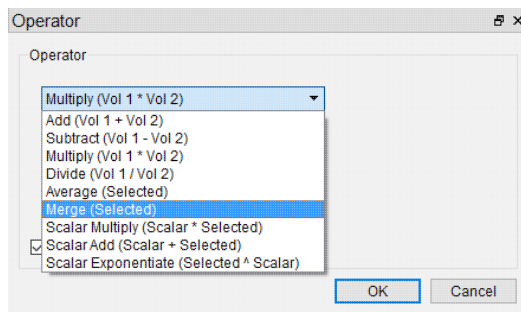 Operator
Operator
Multiply (Vol 1 * Vol 2)
Add (Vol 1 + Vol 2)
Subtract (Vol 1 - Vol 2)
Multiply (Vol 1 * Vol 2)
Divide (Vol 1 / Vol 2)
Average (Selected)
Merge (Selected)
Scalar Multiply (Scalar * Selected)
Scalar Add (Scalar + Selected)
Scalar Exponentiate (Selected ^ Scalar)
OK Cancel